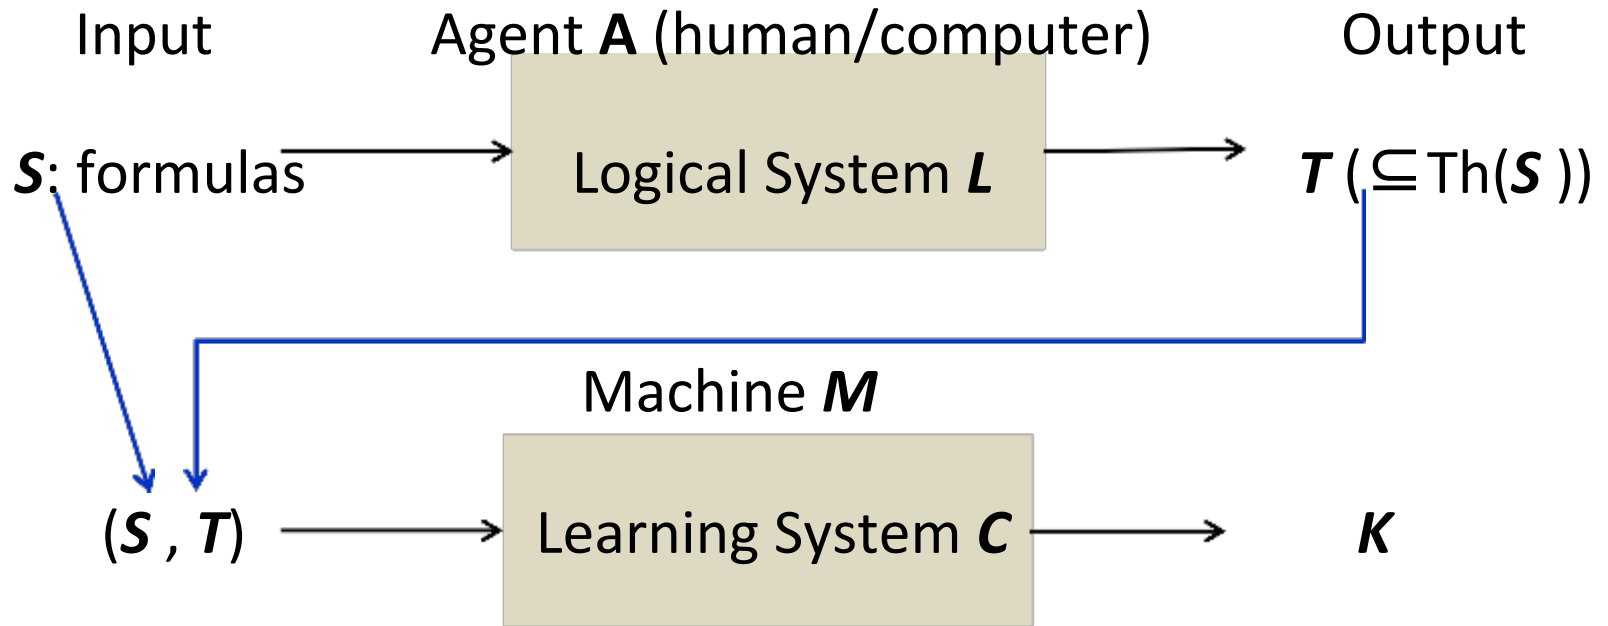 Input Agent A (human/computer) Output
S: formulas Logical System L T (⊆Th(S ))
Machine M
(S , T) Learning System C K